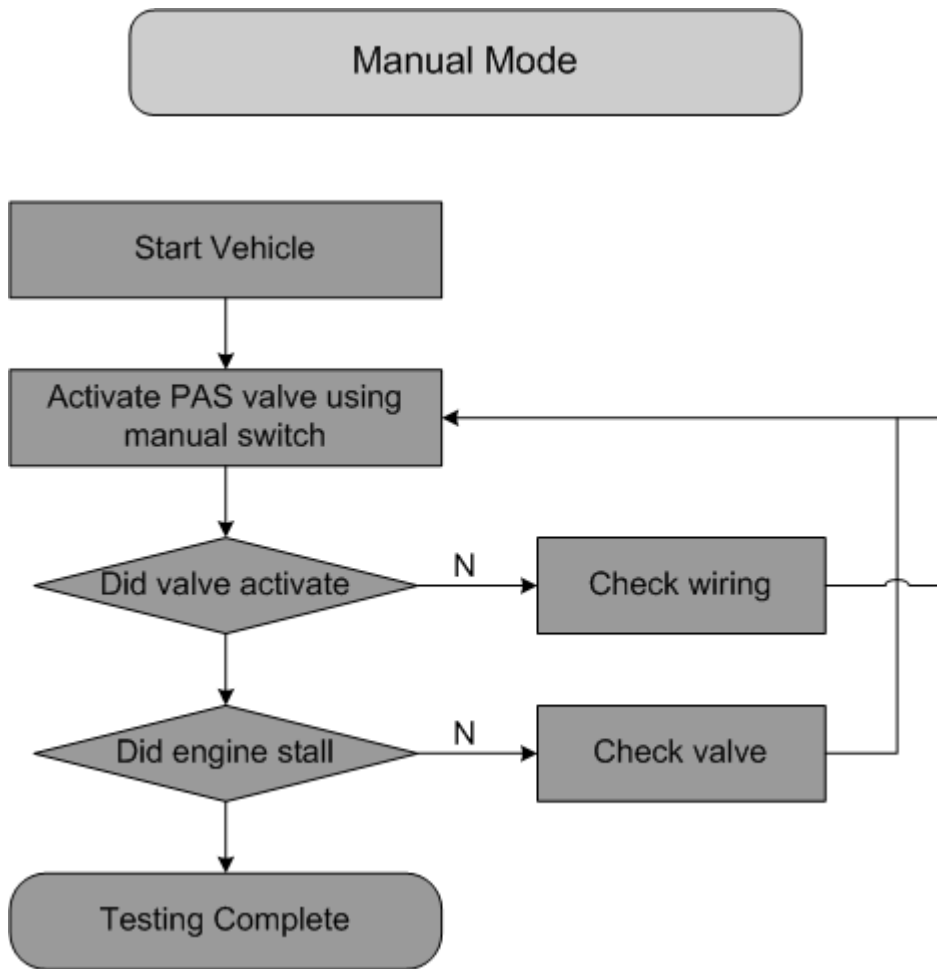 Manual Mode
Start Vehicle
Activate PAS valve using
manual switch
Did valve activate
N
Check wiring
Did engine stall
N
Check valve
Testing Complete